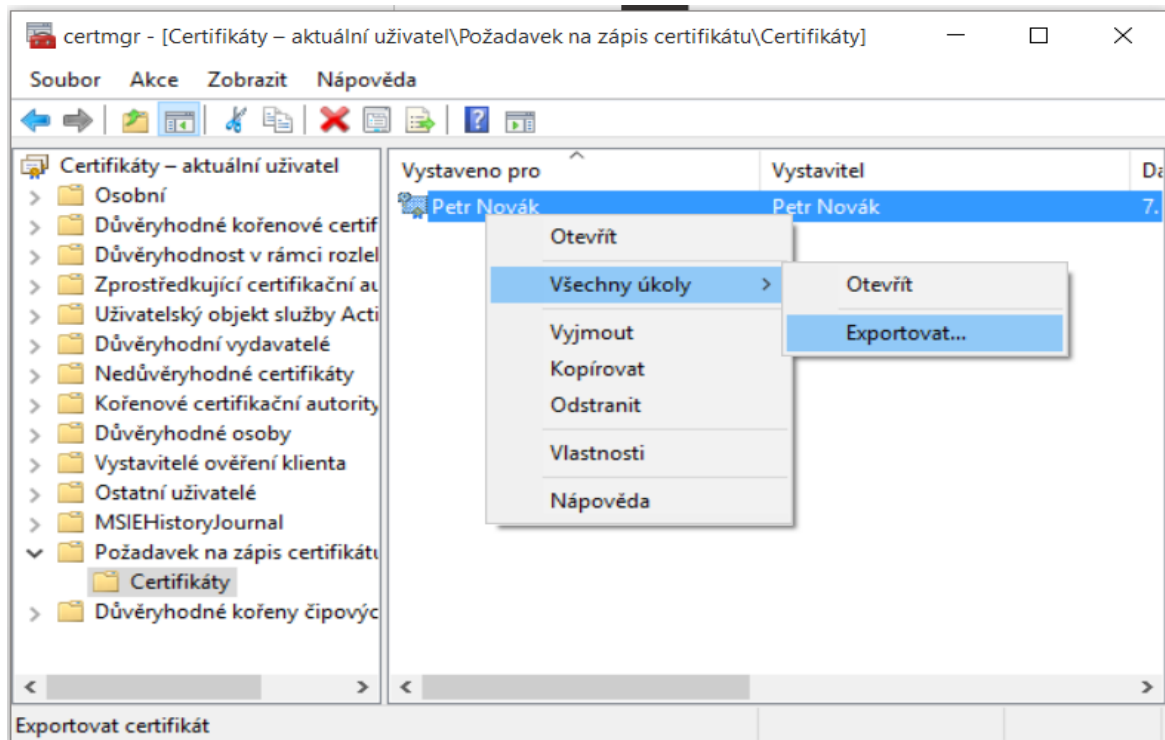 certmgr - [Certifikáty – aktuální uživatel\Požadavek na zápis certifikátu\Certifikáty]
Soubor Akce Zobrazit Nápověda
Certifikáty – aktuální uživatel
Osobní
Důvěryhodné kořenové certif
Důvěryhodnost v rámci rozlel
Zprostředkující certifikační au
Uživatelský objekt služby Acti
Důvěryhodní vydavatelé
Nedůvěryhodné certifikáty
Kořenové certifikační autority
Důvěryhodné osoby
Vystavitelé ověření klienta
Ostatní uživatelé
MSIEHistoryJournal
Požadavek na zápis certifikátu
Certifikáty
Důvěryhodné kořeny čipovýc
Vystaveno pro Vystavitel Da
Petr Novák Petr Novák 7.
Otevřít
Všechny úkoly
Vyjmout
Kopírovat
Odstranit
Vlastnosti
Nápověda
Otevřít
Exportovat...
Exportovat certifikát